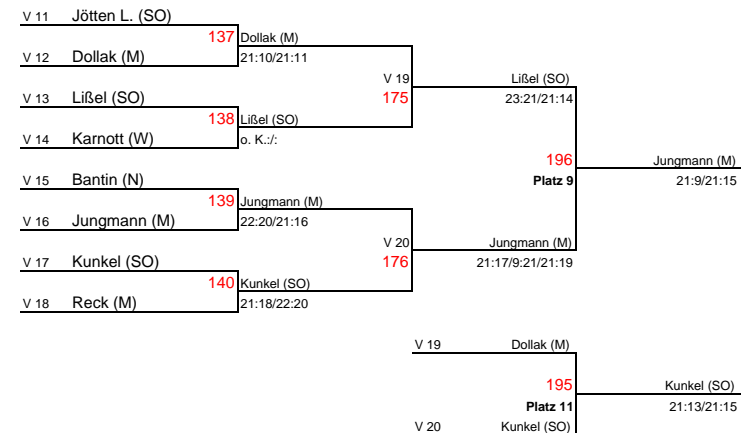 V 11 Jötten L. (SO)
137 Dollak (M)
V 12 Dollak (M) 21:10/21:11
V 19 Lißel (SO)
V 13 Lißel (SO) 175 23:21/21:14
138 Lißel (SO)
V 14 Karnott (W) o. K.:/:
196 Jungmann (M)
V 15 Bantin (N) Platz 9 21:9/21:15
139 Jungmann (M)
V 16 Jungmann (M) 22:20/21:16
V 20 Jungmann (M)
V 17 Kunkel (SO) 176 21:17/9:21/21:19
140 Kunkel (SO)
V 18 Reck (M) 21:18/22:20
V 19 Dollak (M)
195 Kunkel (SO)
Platz 11 21:13/21:15
V 20 Kunkel (SO)